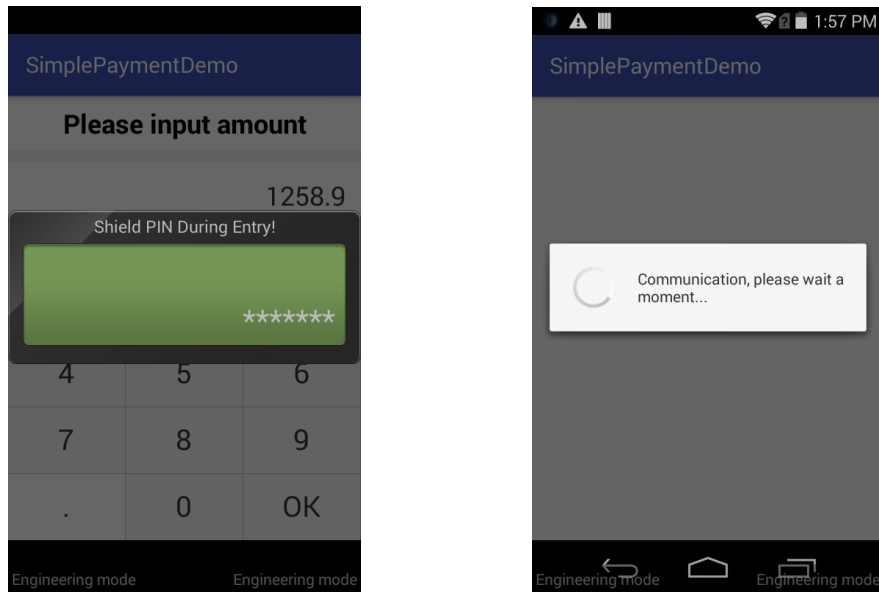 SimplePaymentDemo
Please input amount
1258.9
Shield PIN During Entry!
*******
4 5 6
7 8 9
. 0 OK
Engineering mode Engineering mode
1:57 PM
SimplePaymentDemo
Communication, please wait a
moment...
Engineering mode Engineering mode